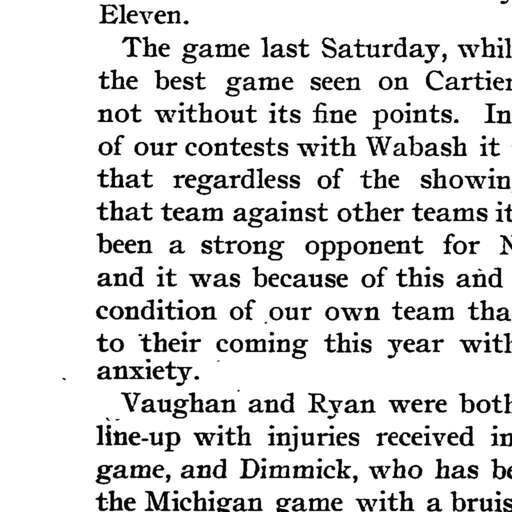 Eleven.
The game last Saturday, whil
the best game seen on Cartier
not without its fine points. In
of our contests with Wabash it
that regardless of the showin
that team against other teams it
been a strong opponent for N
and it was because of this and
condition of our own team tha
to their coming this year with
anxiety.
Vaughan and Ryan were both
line-up with injuries received in
game, and Dimmick, who has be
the Michigan game with a bruis